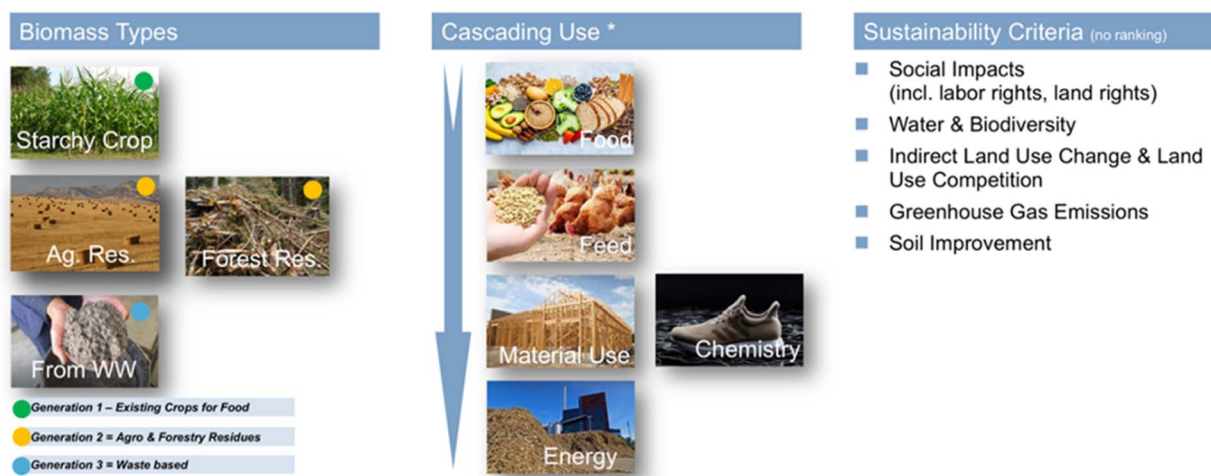 Biomass Types
Starchy Crop
Ag. Res.
Forest Res.
From WW
Generation 1 – Existing Crops for Food
Generation 2 = Agro & Forestry Residues
Generation 3 = Waste based
Cascading Use *
Food
Feed
Material Use
Chemistry
Energy
Sustainability Criteria (no ranking)
Social Impacts
(incl. labor rights, land rights)
Water & Biodiversity
Indirect Land Use Change & Land
Use Competition
Greenhouse Gas Emissions
Soil Improvement